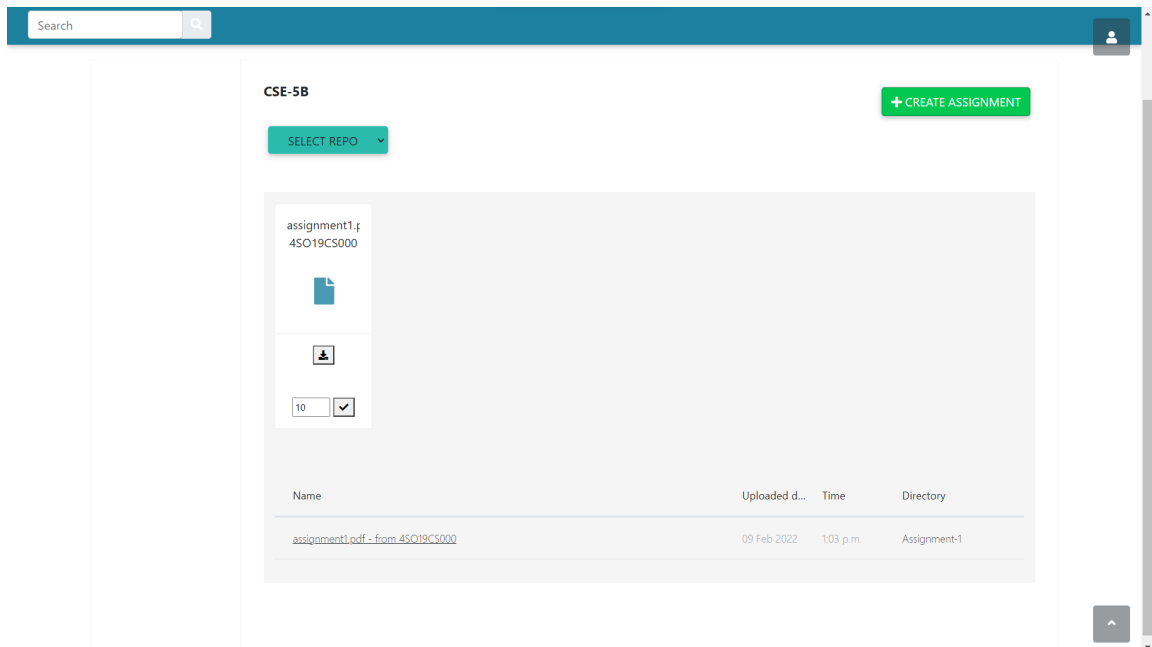 Search
CSE-5B
CREATE ASSIGNMENT
SELECT REPO
assignment1.p
4SO19CS000
10
Name Uploaded d... Time Directory
assignment1.pdf - from 4SO19CS000 09 Feb 2022 1:03 p.m. Assignment-1